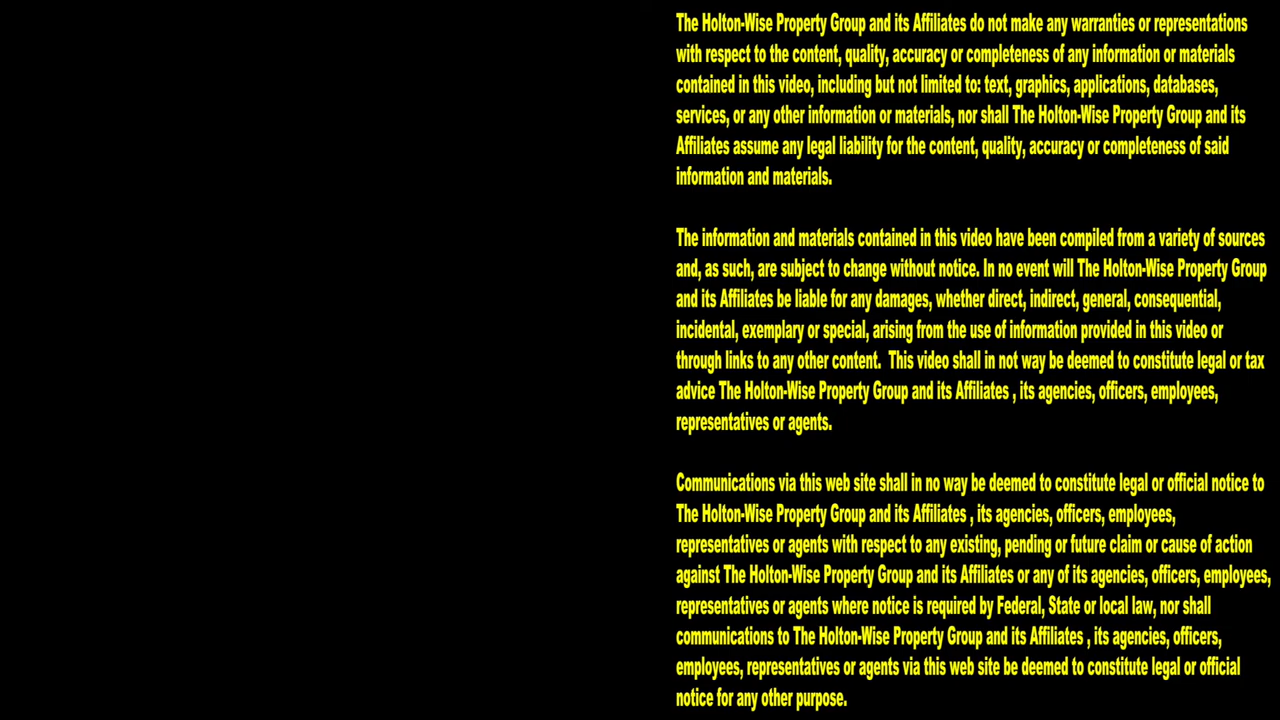 The Holton-Wise Property Group and its Affiliates do not make any warranties or representations
with respect to the content, quality, accuracy or completeness of any information or materials
contained in this video, including but not limited to: text, graphics, applications, databases,
services, or any other information or materials, nor shall The Holton-Wise Property Group and its
Affiliates assume any legal liability for the content, quality, accuracy or completeness of said
information and materials.
The information and materials contained in this video have been compiled from a variety of sources
and, as such, are subject to change without notice. In no event will The Holton-Wise Property Group
and its Affiliates be liable for any damages, whether direct, indirect, general, consequential,
incidental, exemplary or special, arising from the use of information provided in this video or
through links to any other content.  This video shall in not way be deemed to constitute legal or tax
advice The Holton-Wise Property Group and its Affiliates , its agencies, officers, employees,
representatives or agents.
Communications via this web site shall in no way be deemed to constitute legal or official notice to
The Holton-Wise Property Group and its Affiliates , its agencies, officers, employees,
representatives or agents with respect to any existing, pending or future claim or cause of action
against The Holton-Wise Property Group and its Affiliates or any of its agencies, officers, employees,
representatives or agents where notice is required by Federal, State or local law, nor shall
communications to The Holton-Wise Property Group and its Affiliates , its agencies, officers,
employees, representatives or agents via this web site be deemed to constitute legal or official
notice for any other purpose.